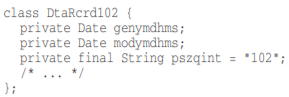 class DtaRcrd102 {
  private Date genymdhms;
  private Date modymdhms;
  private final String pszqint = "102";
  /* ... */
};